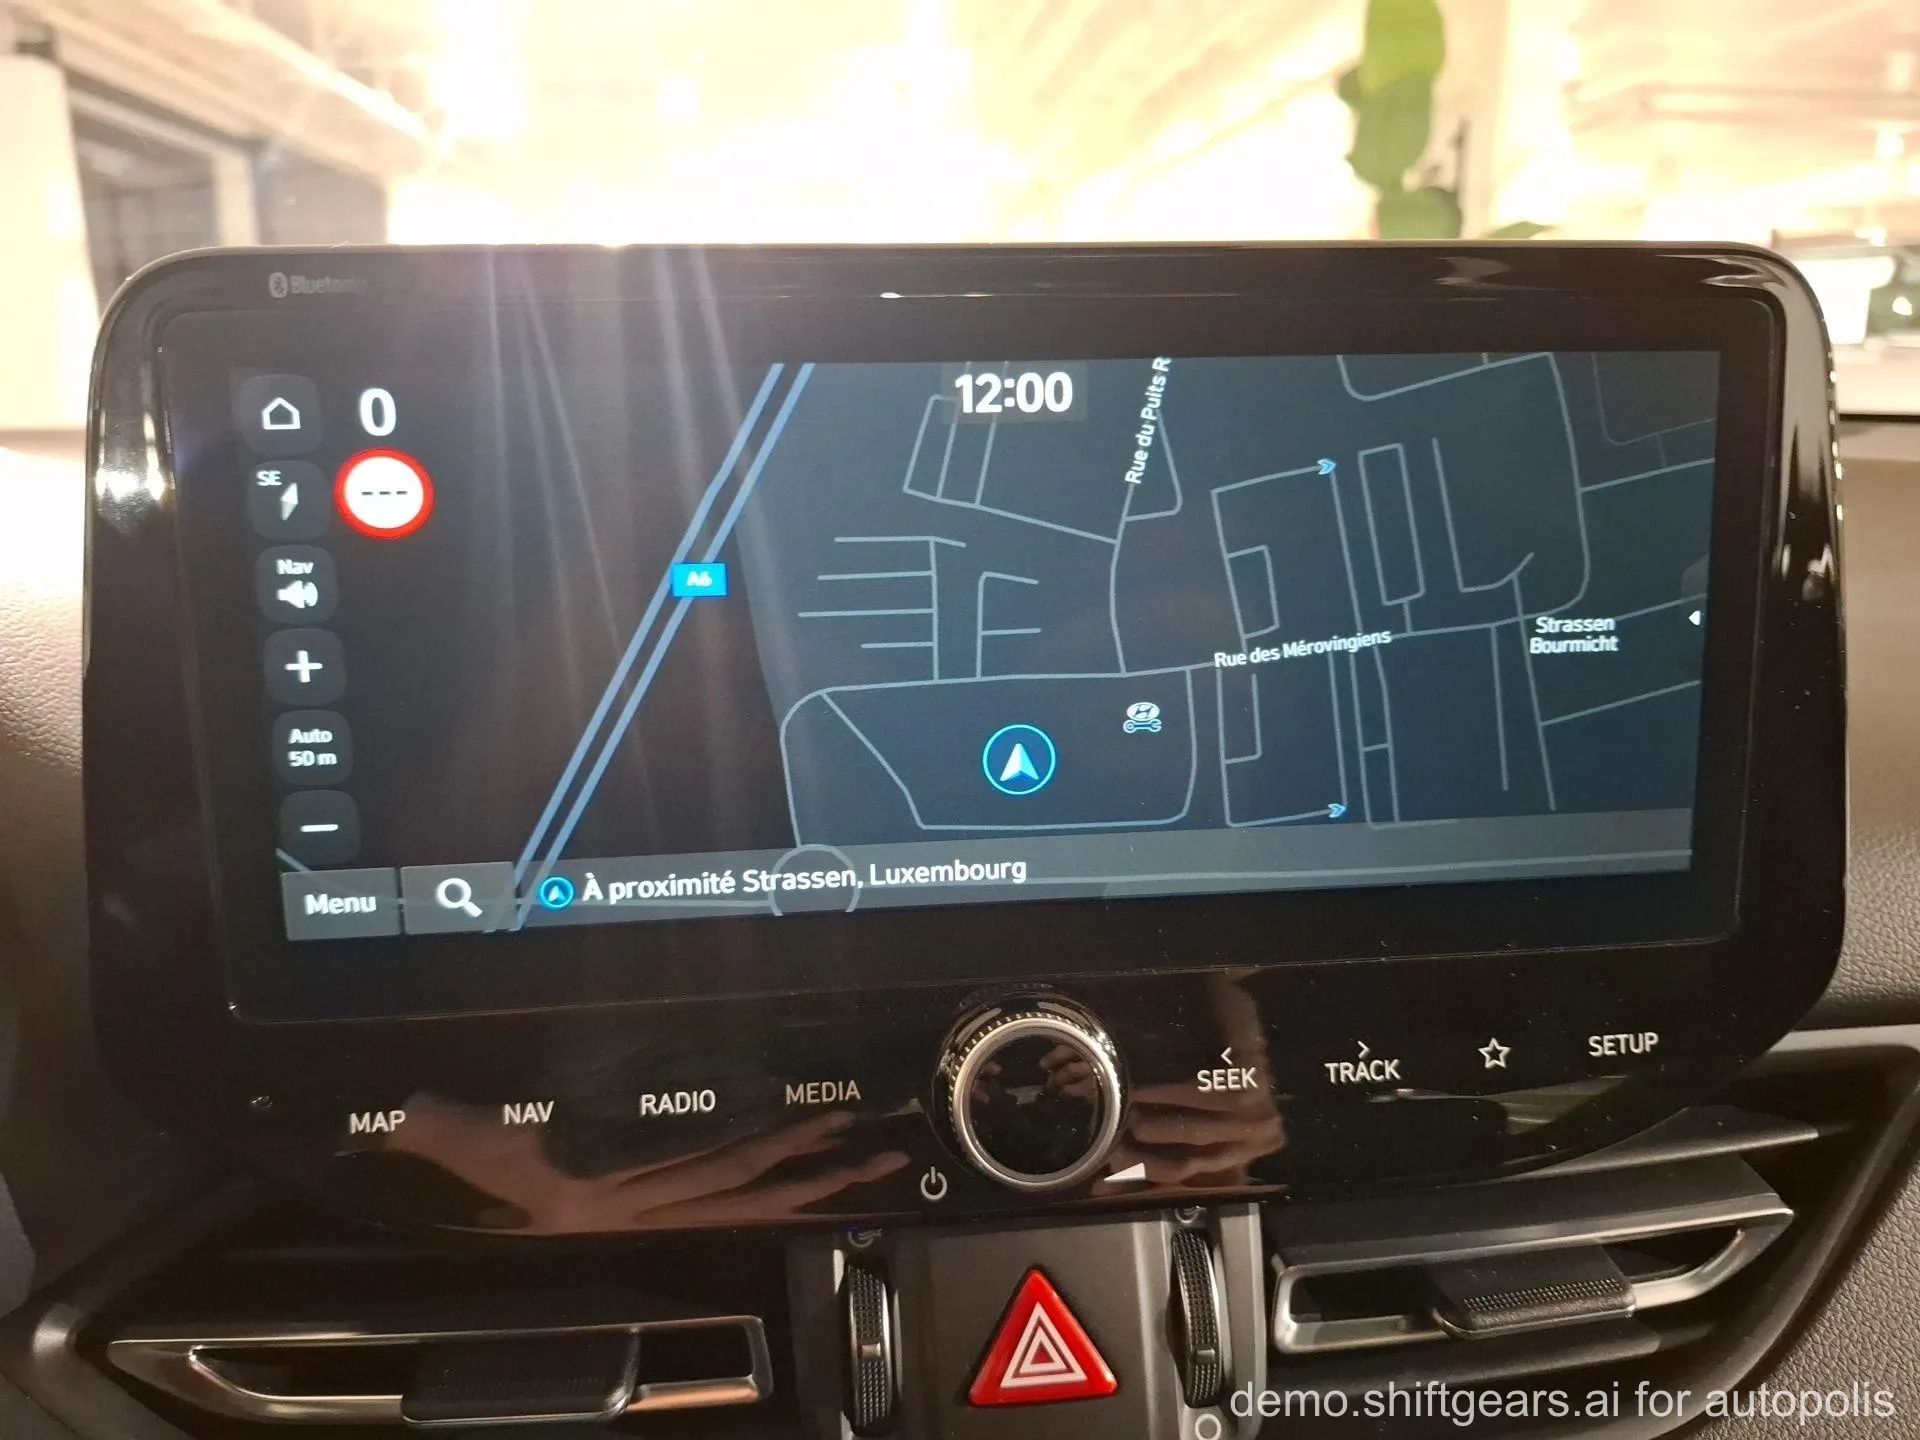 Bluetooth
12:00
0
---
SE
Nav
Auto
50 m
A6
Rue du Puits R
Rue des Mérovingiens
Strassen
Bourmicht
Menu
À proximité Strassen, Luxembourg
MAP
NAV
RADIO
MEDIA
SEEK
TRACK
SETUP
demo.shiftgears.ai for autopolis